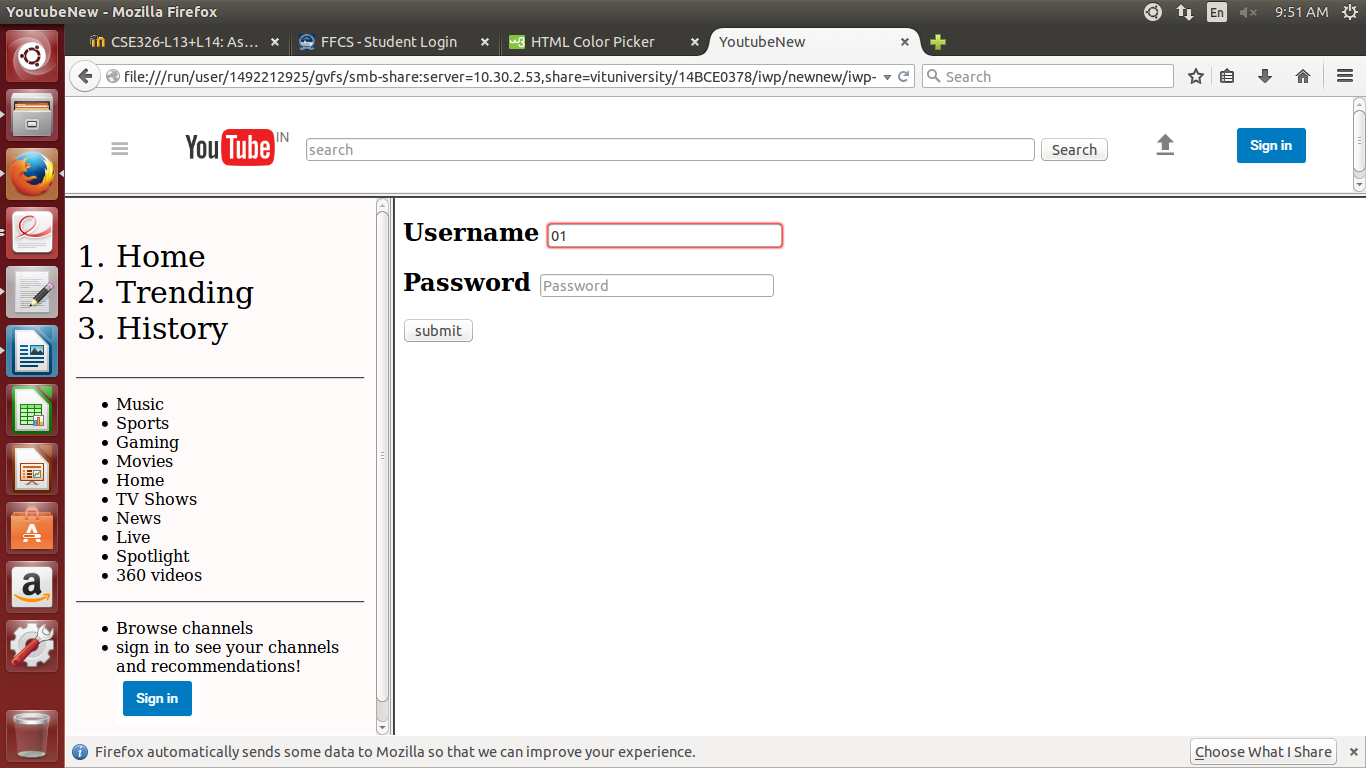 YoutubeNew - Mozilla Firefox
En
9:51 AM
CSE326-L13+L14: As...
FFCS - Student Login
HTML Color Picker
YoutubeNew
file:///run/user/1492212925/gvfs/smb-share:server=10.30.2.53,share=vituniversity/14BCE0378/iwp/newnew/iwp-
Search
YouTube IN
search
Search
Sign in
1. Home
2. Trending
3. History
• Music
• Sports
• Gaming
• Movies
• Home
• TV Shows
• News
• Live
• Spotlight
• 360 videos
• Browse channels
• sign in to see your channels
and recommendations!
Sign in
Username 01
Password Password
submit
Firefox automatically sends some data to Mozilla so that we can improve your experience.
Choose What I Share